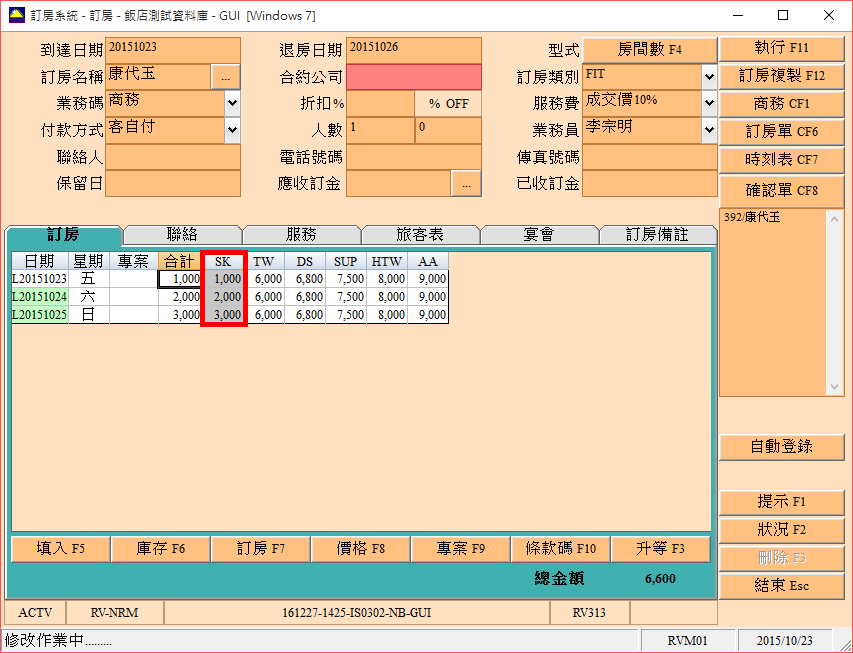 訂房系統 - 訂房 - 飯店測試資料庫 - GUI [Windows 7]
到達日期 20151023 退房日期 20151026 型式 房間數 F4 執行 F11
訂房名稱 康代玉 ... 合約公司 訂房類別 FIT 訂房複製 F12
業務碼 商務 折扣% % OFF 服務費 成交價10% 商務 CF1
付款方式 客自付 人數 1 0 業務員 李宗明 訂房單 CF6
聯絡人 電話號碼 傳真號碼 時刻表 CF7
保留日 應收訂金 ... 已收訂金 確認單 CF8
392/康代玉
訂房 聯絡 服務 旅客表 宴會 訂房備註
日期 星期 專案 合計 SK TW DS SUP HTW AA
L20151023 五 1,000 1,000 6,000 6,800 7,500 8,000 9,000
L20151024 六 2,000 2,000 6,000 6,800 7,500 8,000 9,000
L20151025 日 3,000 3,000 6,000 6,800 7,500 8,000 9,000
自動登錄
提示 F1
狀況 F2
刪除 F3
結束 Esc
填入 F5 庫存 F6 訂房 F7 價格 F8 專案 F9 條款碼 F10 升等 F3
總金額 6,600
ACTV RV-NRM 161227-1425-IS0302-NB-GUI RV313
修改作業中......... RVM01 2015/10/23